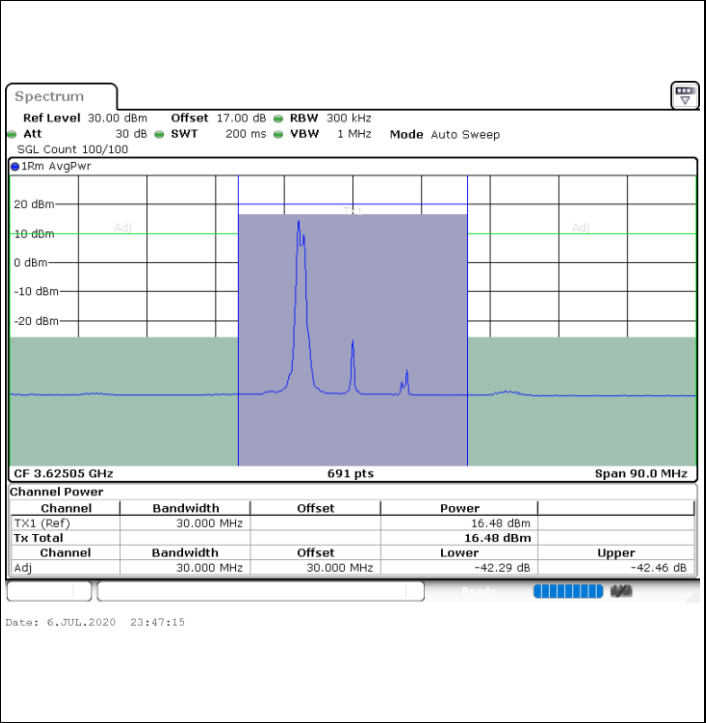 Spectrum
Ref Level 30.00 dBm Offset 17.00 dB RBW 300 kHz
Att 30 dB SWT 200 ms VBW 1 MHz Mode Auto Sweep
SGL Count 100/100
1Rm AvgPwr
20 dBm
TX1
Adj Adj
10 dBm
0 dBm
-10 dBm
-20 dBm
CF 3.62505 GHz 691 pts Span 90.0 MHz
Channel Power
Channel Bandwidth Offset Power
TX1 (Ref) 30.000 MHz 16.48 dBm
Tx Total 16.48 dBm
Channel Bandwidth Offset Lower Upper
Adj 30.000 MHz 30.000 MHz -42.29 dB -42.46 dB
Ready
Date: 6.JUL.2020 23:47:15